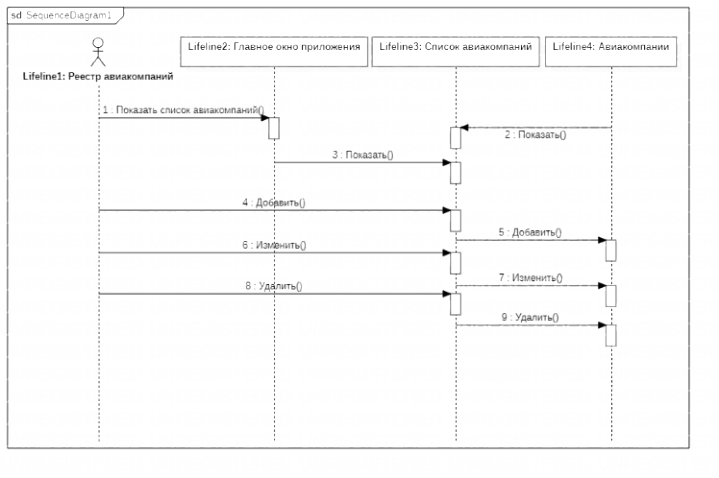 sd SequenceDiagram1
Lifeline2: Главное окно приложения
Lifeline3: Список авиакомпаний
Lifeline4: Авиакомпании
Lifeline1: Реестр авиакомпаний
1 : Показать список авиакомпаний()
2 : Показать()
3 : Показать()
4 : Добавить()
5 : Добавить()
6 : Изменить()
7 : Изменить()
8 : Удалить()
9 : Удалить()